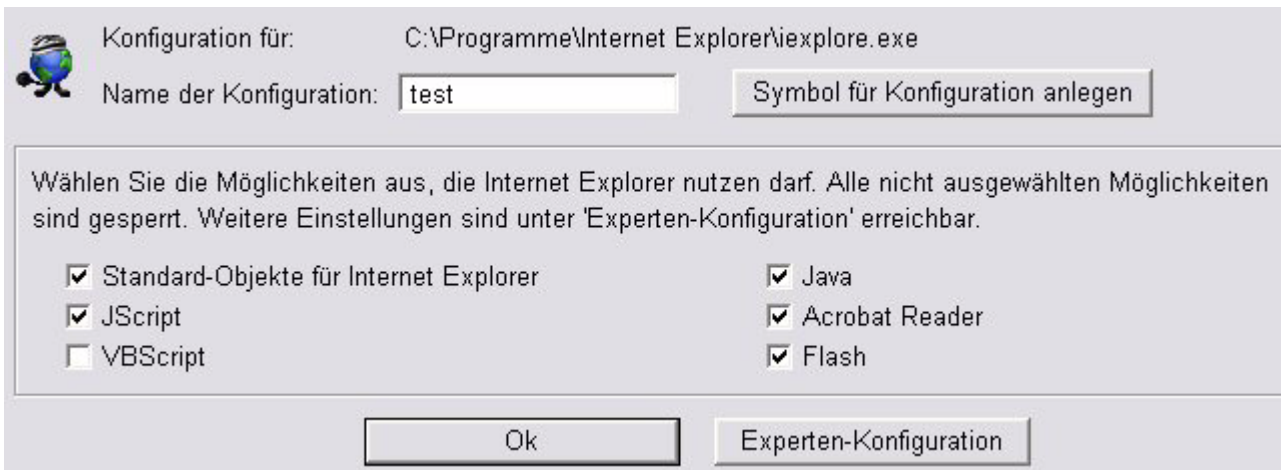 Konfiguration für: C:\Programme\Internet Explorer\iexplore.exe
Name der Konfiguration: test Symbol für Konfiguration anlegen
Wählen Sie die Möglichkeiten aus, die Internet Explorer nutzen darf. Alle nicht ausgewählten Möglichkeiten
sind gesperrt. Weitere Einstellungen sind unter 'Experten-Konfiguration' erreichbar.
Standard-Objekte für Internet Explorer Java
JScript Acrobat Reader
VBScript Flash
Ok Experten-Konfiguration